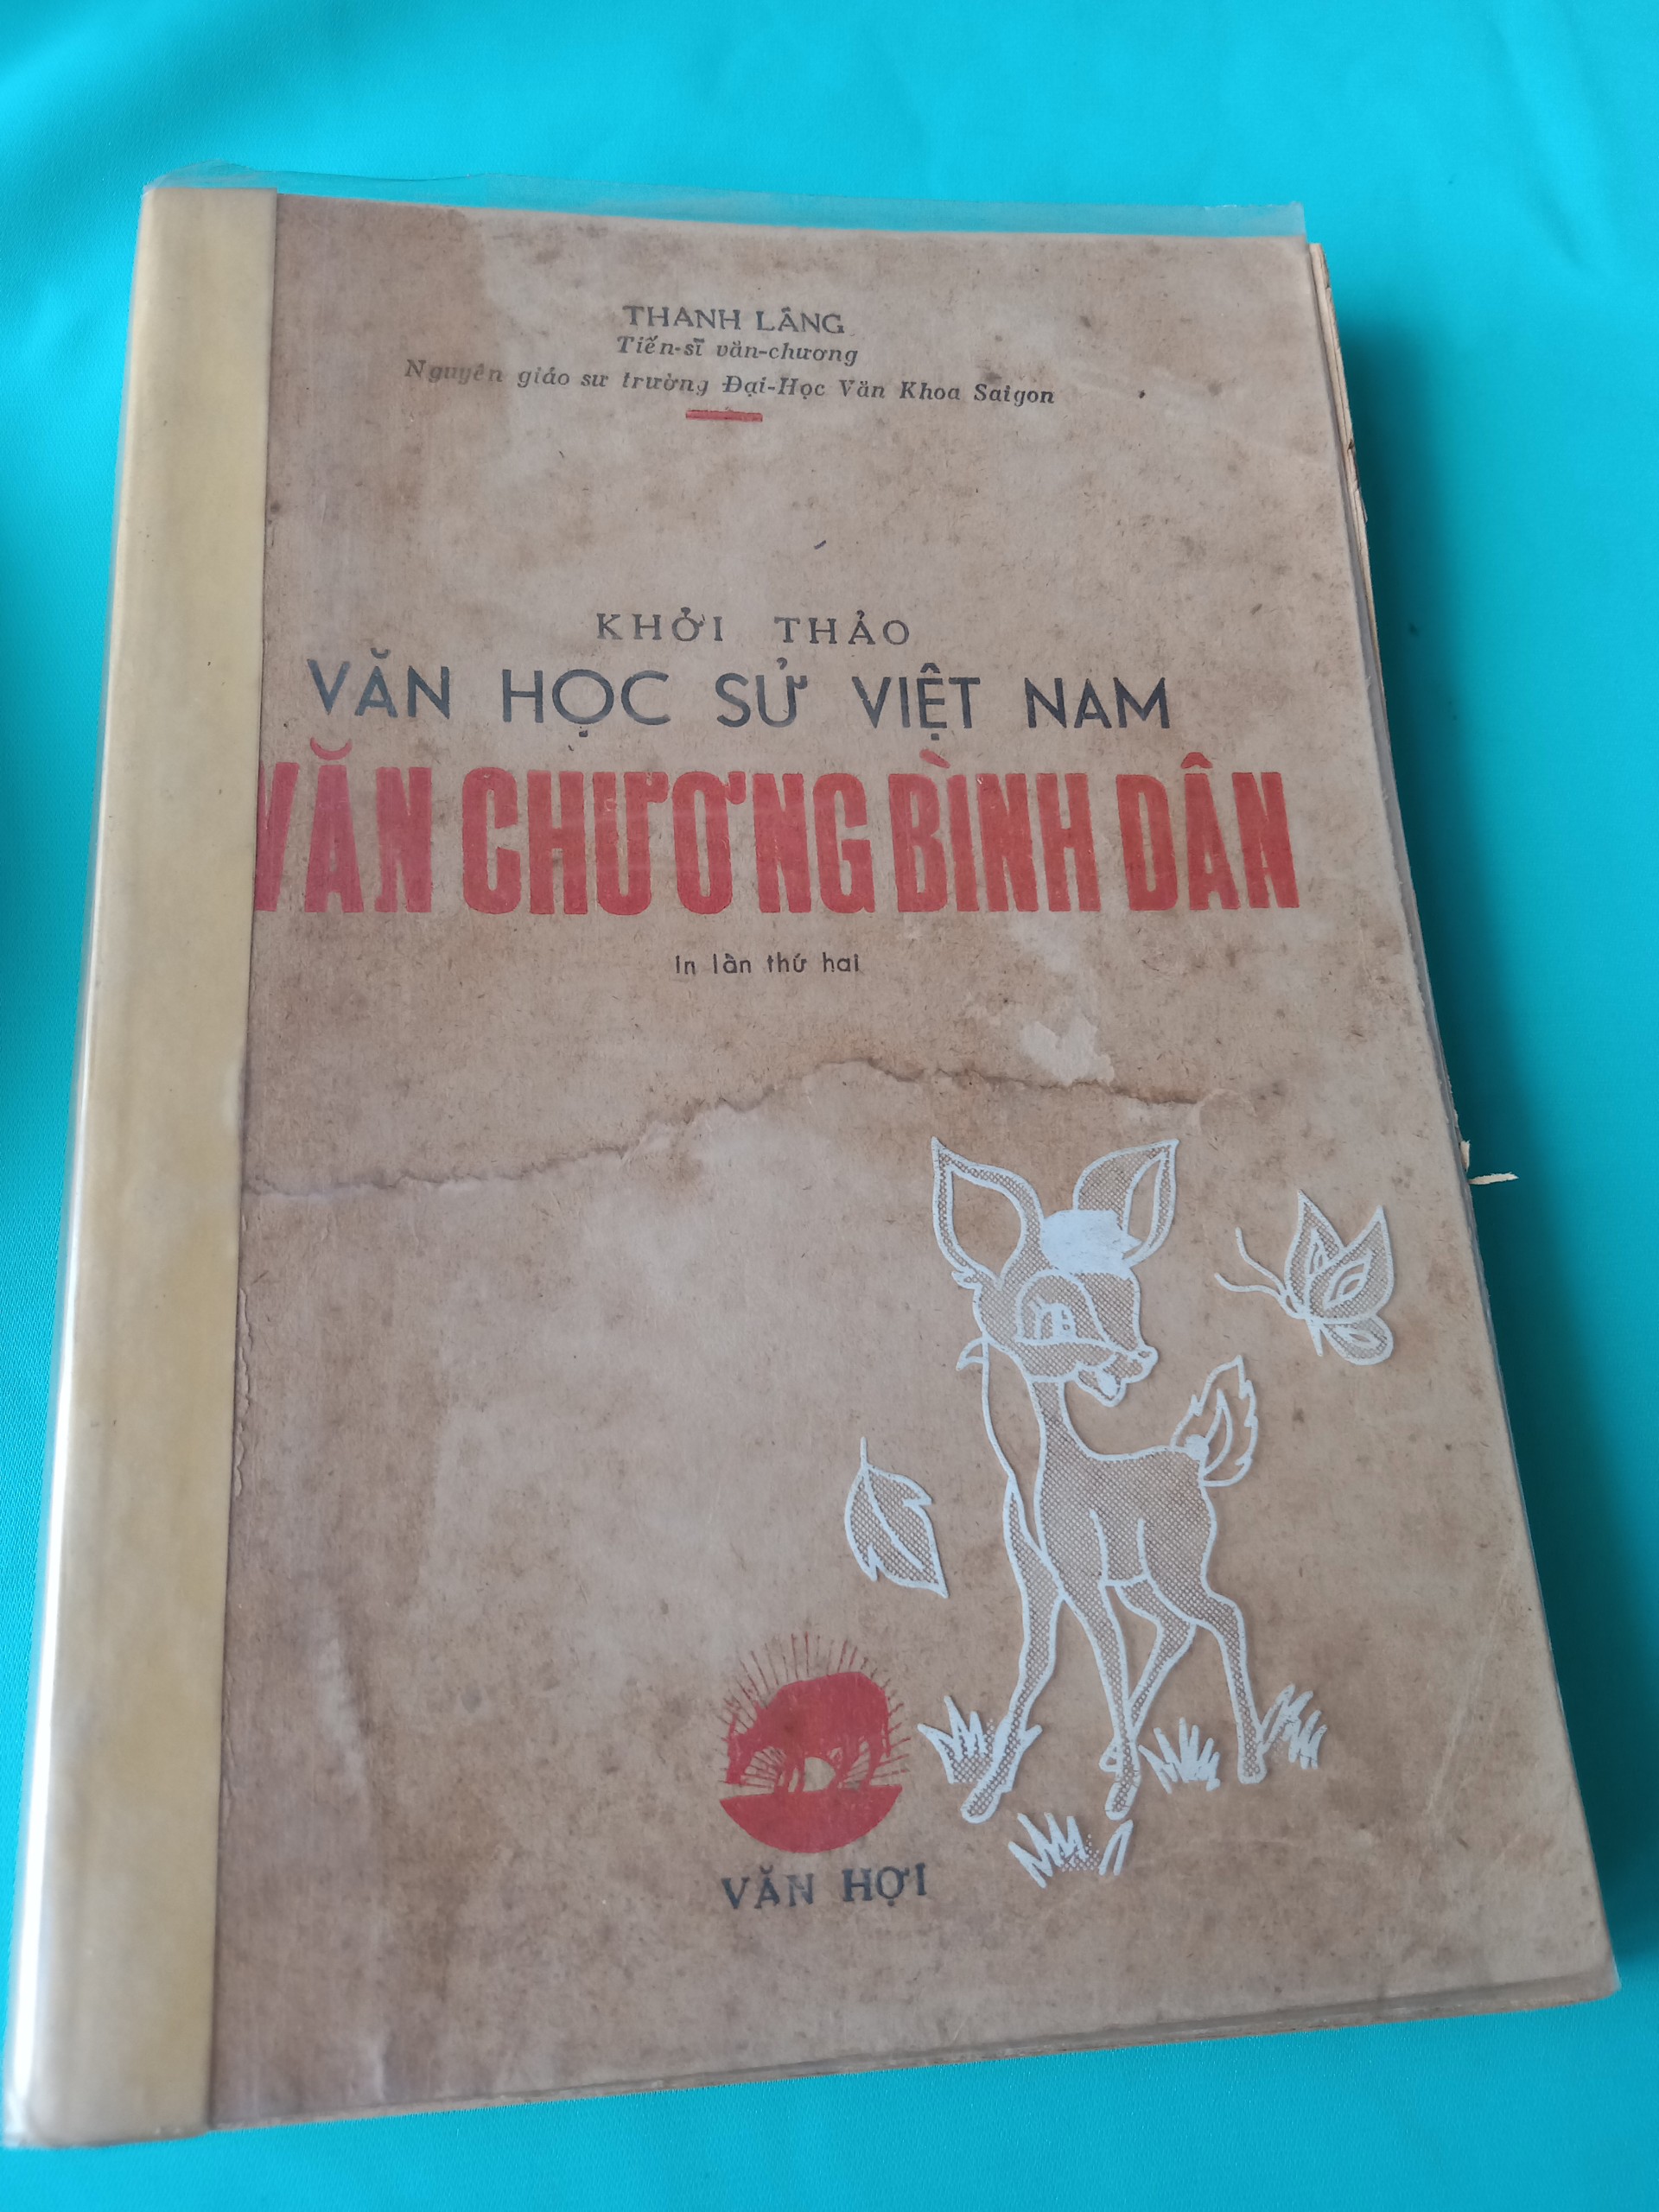 THANH LÃNG
Tiến-sĩ văn-chương
Nguyên giáo sư trường Đại-Học Văn Khoa Saigon
KHỞI THẢO
VĂN HỌC SỬ VIỆT NAM
VĂN CHƯƠNG BÌNH DÂN
In lần thứ hai
VĂN HỢI